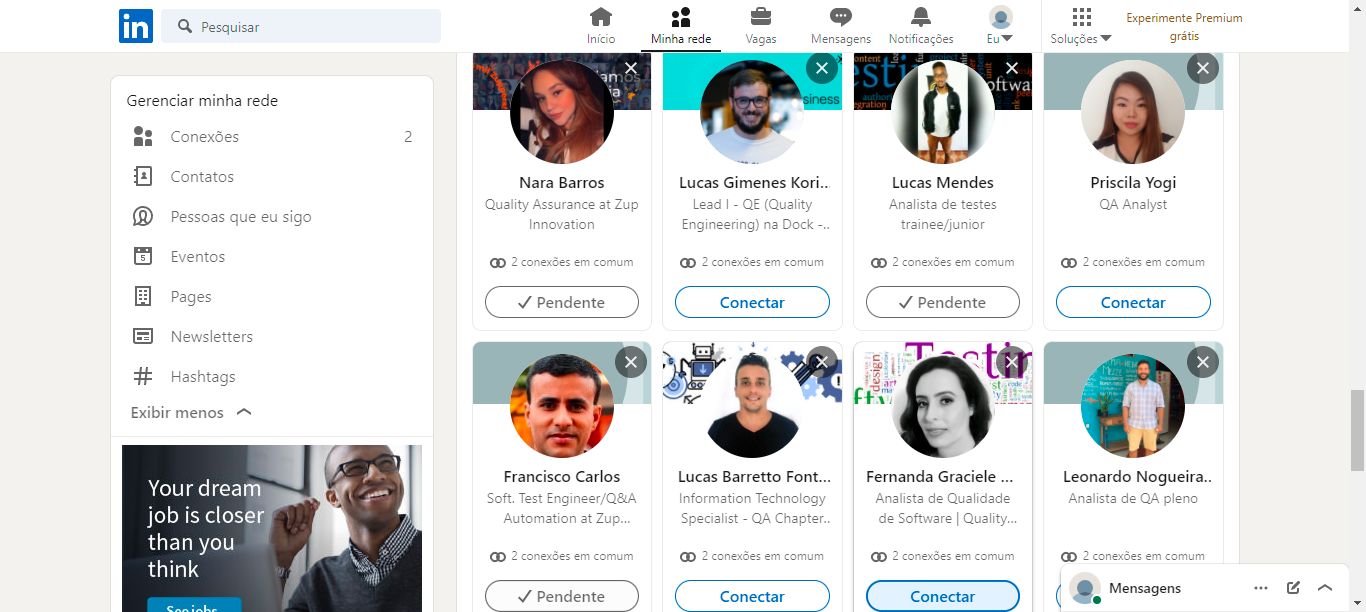 in
Pesquisar
Início
Minha rede
Vagas
Mensagens
Notificações
Eu
Soluções
Experimente Premium
grátis
Gerenciar minha rede
Conexões 2
Contatos
Pessoas que eu sigo
Eventos
5
Pages
Newsletters
Hashtags
Exibir menos
Your dream
job is closer
than you
think
See jobs
Nara Barros
Quality Assurance at Zup
Innovation
2 conexões em comum
Pendente
siness
Lucas Gimenes Kori...
Lead I - QE (Quality
Engineering) na Dock -..
2 conexões em comum
Conectar
Lucas Mendes
Analista de testes
trainee/junior
2 conexões em comum
Pendente
Priscila Yogi
QA Analyst
2 conexões em comum
Conectar
Francisco Carlos
Soft. Test Engineer/Q&A
Automation at Zup...
2 conexões em comum
Pendente
Lucas Barretto Font...
Information Technology
Specialist - QA Chapter..
2 conexões em comum
Conectar
Testin
design
code
Fernanda Graciele ...
Analista de Qualidade
de Software | Quality...
2 conexões em comum
Conectar
Leonardo Nogueira..
Analista de QA pleno
2 conexões em comum
Mensagens